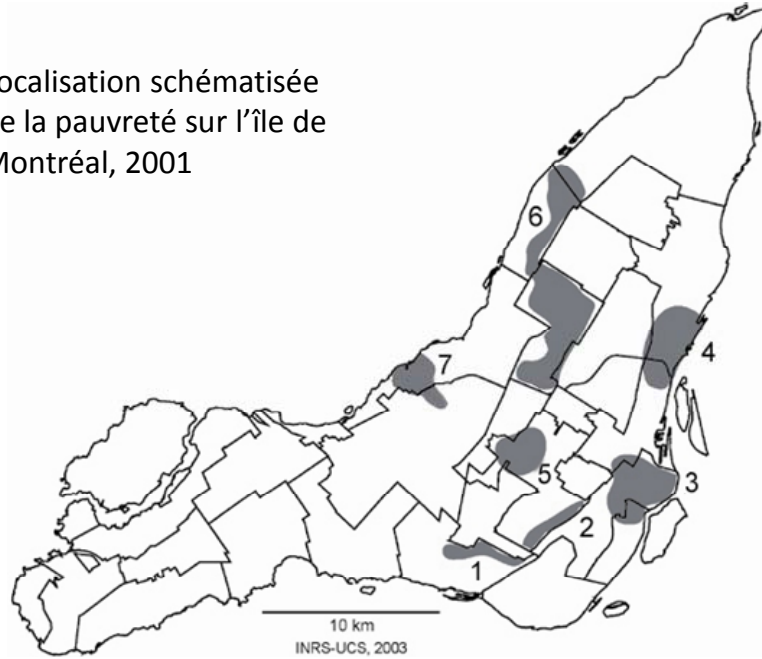 ocalisation schématisée
e la pauvreté sur l’île de
Montréal, 2001
6
7
4
5
3
2
1
10 km
INRS-UCS, 2003